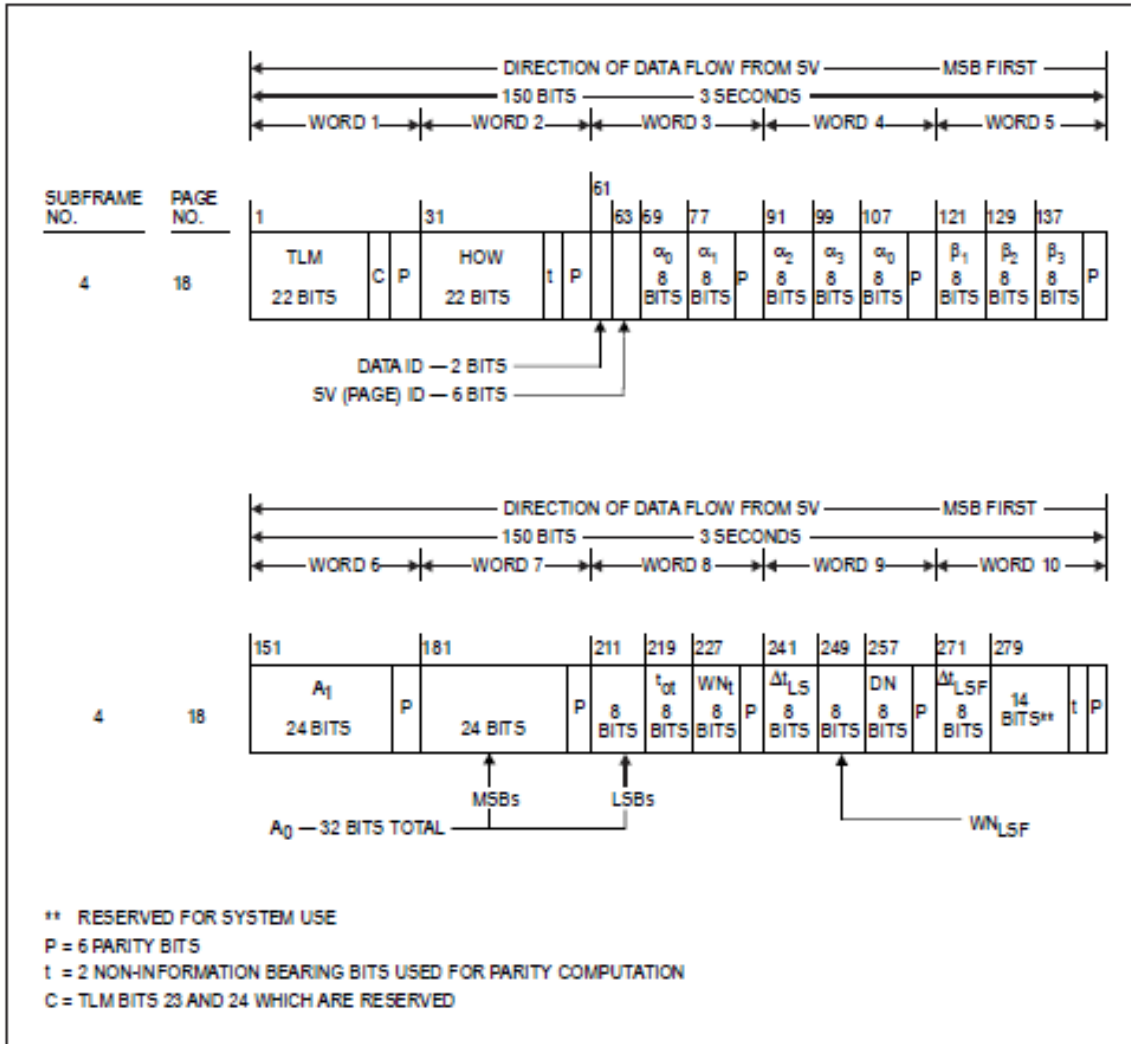 DIRECTION OF DATA FLOW FROM SV MSB FIRST
150 BITS 3 SECONDS
WORD 1 WORD 2 WORD 3 WORD 4 WORD 5
SUBFRAME NO. PAGE NO.
61
1 31 63 69 77 91 99 107 121 129 137
4 18
TLM 22 BITS C P HOW 22 BITS t P α0 8 BITS α1 8 BITS P α2 8 BITS α3 8 BITS α0 8 BITS P β1 8 BITS β2 8 BITS β3 8 BITS P
DATA ID — 2 BITS
SV (PAGE) ID — 6 BITS
DIRECTION OF DATA FLOW FROM SV MSB FIRST
150 BITS 3 SECONDS
WORD 6 WORD 7 WORD 8 WORD 9 WORD 10
151 181 211 219 227 241 249 257 271 279
4 18
A1 24 BITS P 24 BITS P 8 BITS tot 8 BITS WNt 8 BITS P ΔtLS 8 BITS 8 BITS DN 8 BITS P ΔtLSF 8 BITS 14 BITS** t P
MSBs LSBs
A0 — 32 BITS TOTAL WNLSF
** RESERVED FOR SYSTEM USE
P = 6 PARITY BITS
t = 2 NON-INFORMATION BEARING BITS USED FOR PARITY COMPUTATION
C = TLM BITS 23 AND 24 WHICH ARE RESERVED